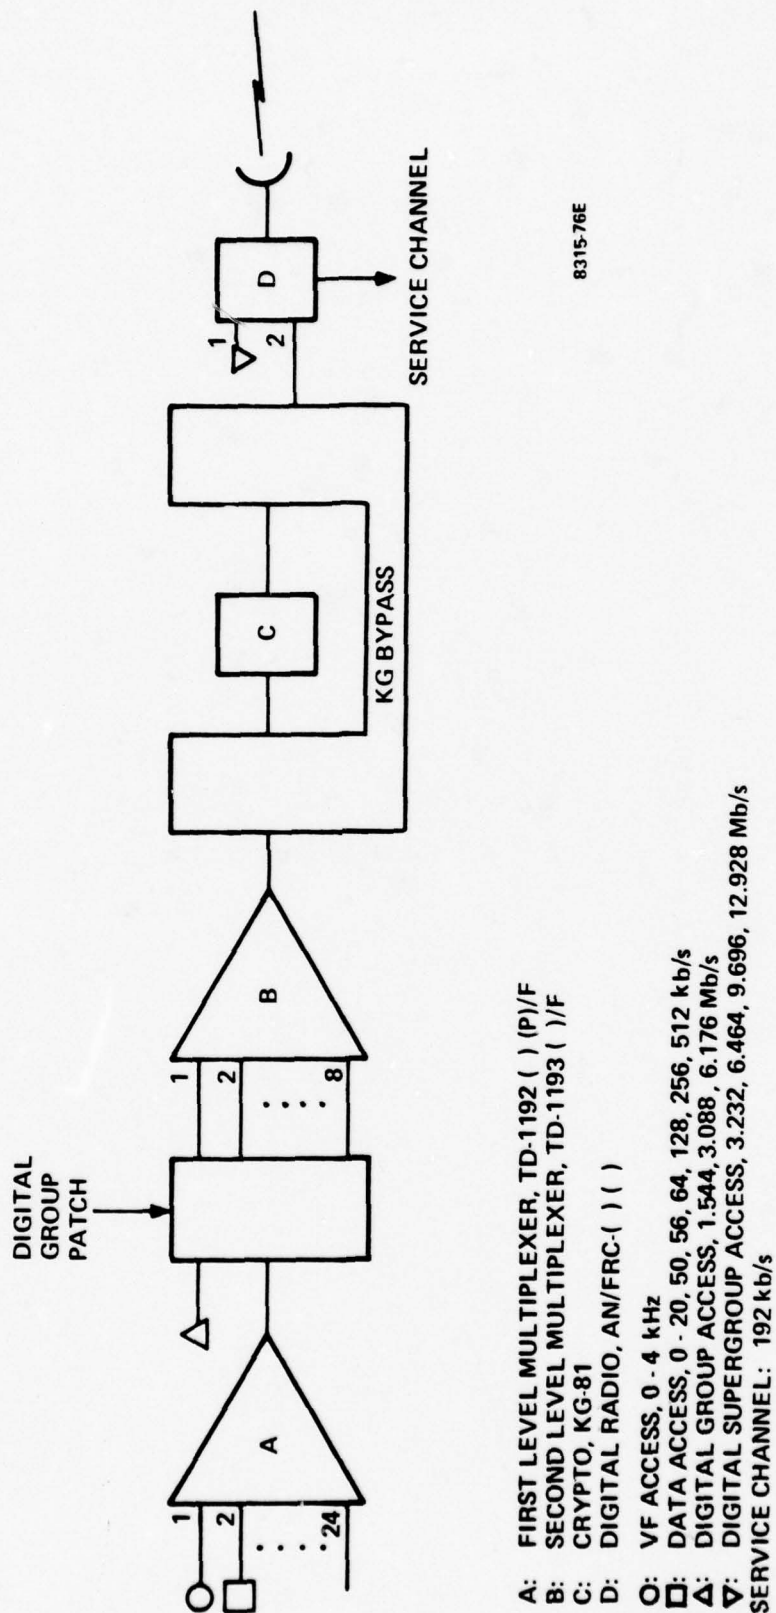 DIGITAL
GROUP
PATCH
1
2
24
A
1
2
8
B
C
KG BYPASS
1
2
D
SERVICE CHANNEL
A: FIRST LEVEL MULTIPLEXER, TD-1192 ( ) (P)/F
B: SECOND LEVEL MULTIPLEXER, TD-1193 ( )/F
C: CRYPTO, KG-81
D: DIGITAL RADIO, AN/FRC-( ) ( )
O: VF ACCESS, 0 - 4 kHz
□: DATA ACCESS, 0 - 20, 50, 56, 64, 128, 256, 512 kb/s
△: DIGITAL GROUP ACCESS, 1.544, 3.088, 6.176 Mb/s
▽: DIGITAL SUPERGROUP ACCESS, 3.232, 6.464, 9.696, 12.928 Mb/s
SERVICE CHANNEL: 192 kb/s
8315-76E